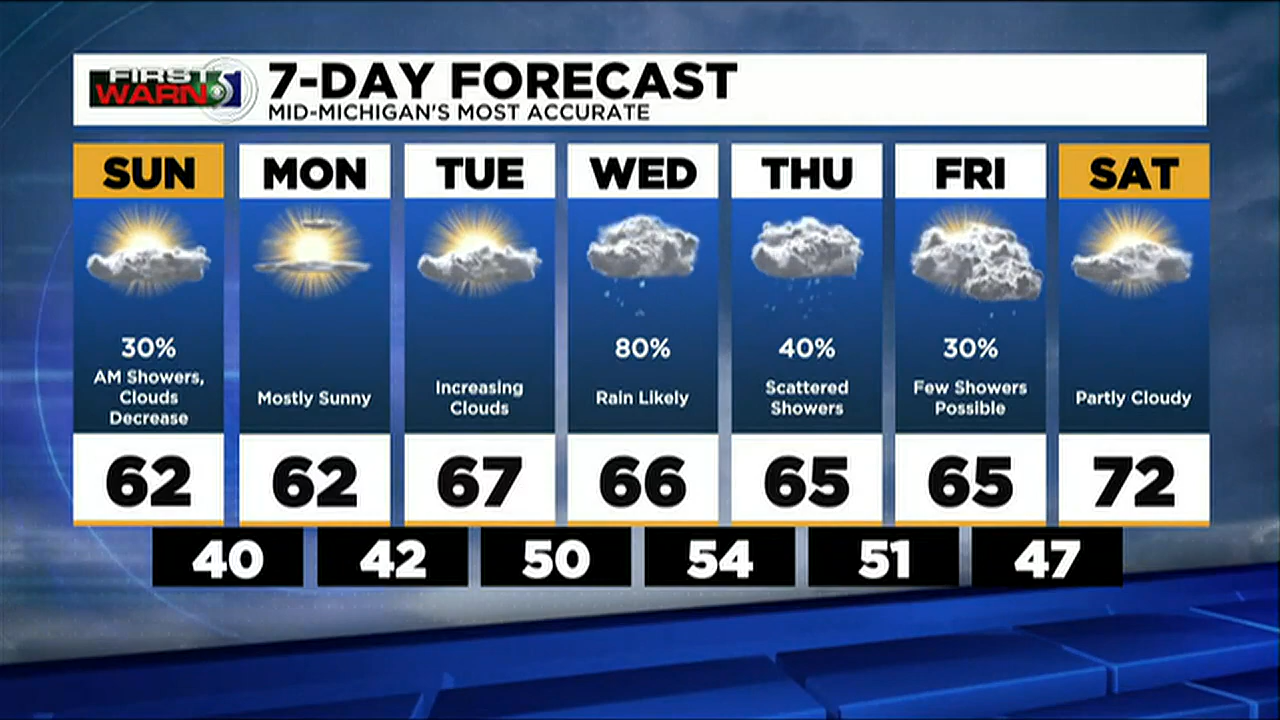 FIRST
WARN 5
7-DAY FORECAST
MID-MICHIGAN'S MOST ACCURATE
SUN
30%
AM Showers,
Clouds
Decrease
62
MON
Mostly Sunny
62
TUE
Increasing
Clouds
67
WED
80%
Rain Likely
66
THU
40%
Scattered
Showers
65
FRI
30%
Few Showers
Possible
65
SAT
Partly Cloudy
72
40
42
50
54
51
47